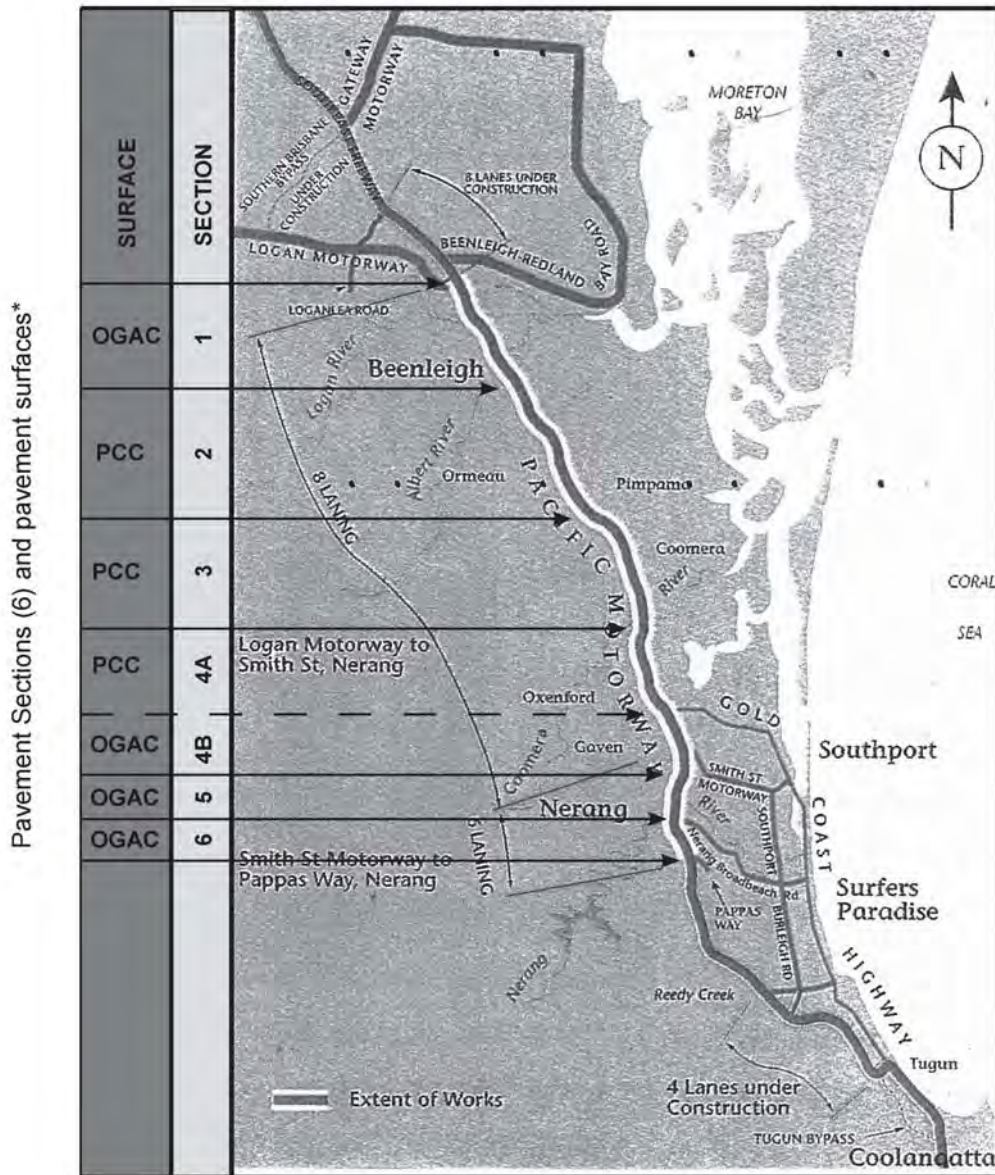 Pavement Sections (6) and pavement surfaces*
SURFACE
SECTION
OGAC
1
PCC
2
PCC
3
PCC
4A
OGAC
4B
OGAC
5
OGAC
6
GATEWAY
MOTORWAY
SOUTHERN BRISBANE
BYPASS
UNDER
CONSTRUCTION
8 LANES UNDER
CONSTRUCTION
LOGAN MOTORWAY
BEENLEIGH-REDLAND
BAY ROAD
LOGANLEA ROAD
MORETON
BAY
N
Logan River
Beenleigh
Albert River
Ormeau
Pimpama
PACIFIC MOTORWAY
8 LANING
Coomera
River
CORAL
SEA
Logan Motorway to
Smith St, Nerang
Oxenford
Coomera
Gaven
GOLD
COAST
HIGHWAY
Southport
SMITH ST
MOTORWAY
River
SOUTHPORT
BURLEIGH RD
Nerang
Nerang Broadbeach Rd
PAPPAS
WAY
Surfers
Paradise
LANING
Smith St Motorway to
Pappas Way, Nerang
Nerang
Reedy Creek
Tugun
4 Lanes under
Construction
TUGUN BYPASS
Coolangatta
Extent of Works